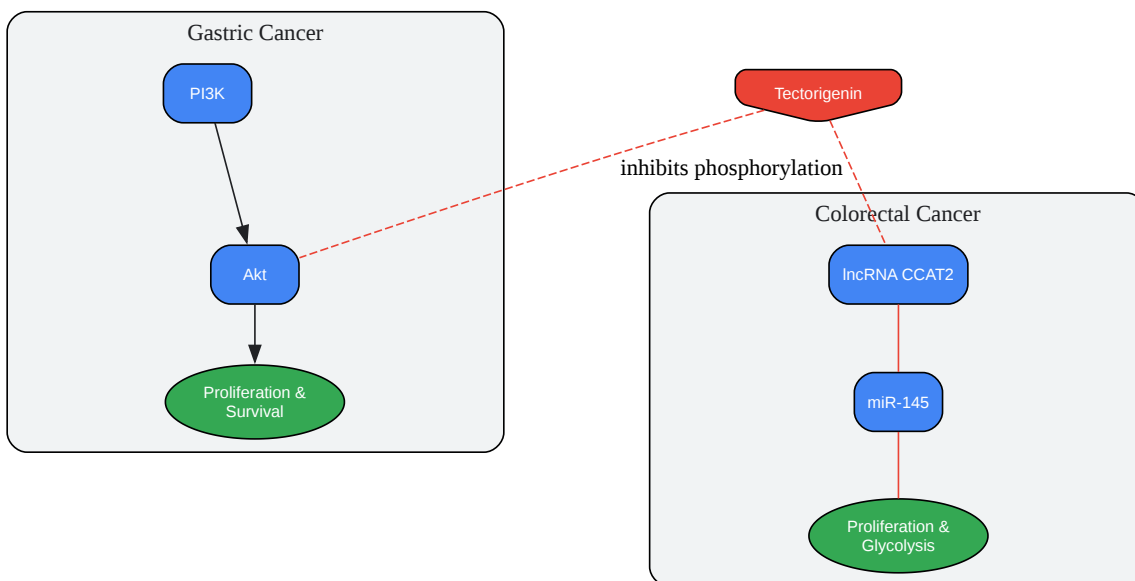 Gastric Cancer
PI3K
Tectorigenin
inhibits phosphorylation
Colorectal Cancer
Akt
lncRNA CCAT2
Proliferation &
Survival
miR-145
Proliferation &
Glycolysis